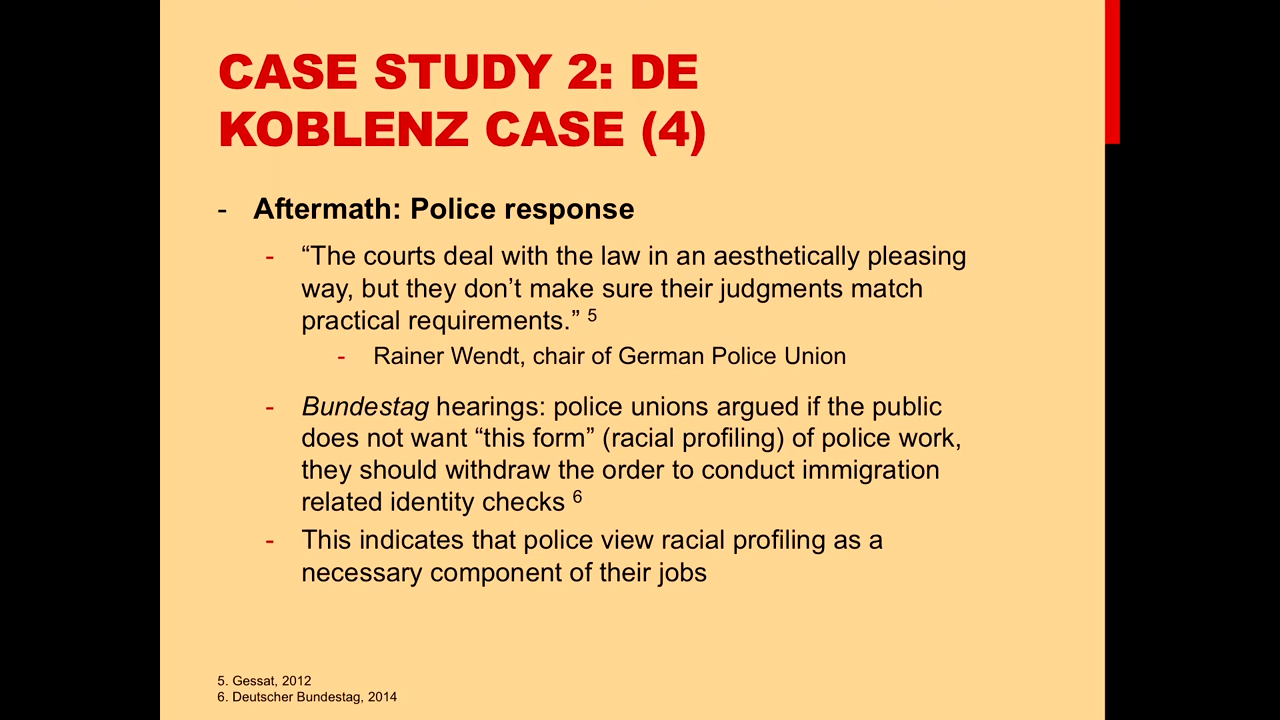 CASE STUDY 2: DE
KOBLENZ CASE (4)
- Aftermath: Police response
- “The courts deal with the law in an aesthetically pleasing
way, but they don’t make sure their judgments match
practical requirements.” 5
- Rainer Wendt, chair of German Police Union
- Bundestag hearings: police unions argued if the public
does not want “this form” (racial profiling) of police work,
they should withdraw the order to conduct immigration
related identity checks 6
- This indicates that police view racial profiling as a
necessary component of their jobs
5. Gessat, 2012
6. Deutscher Bundestag, 2014